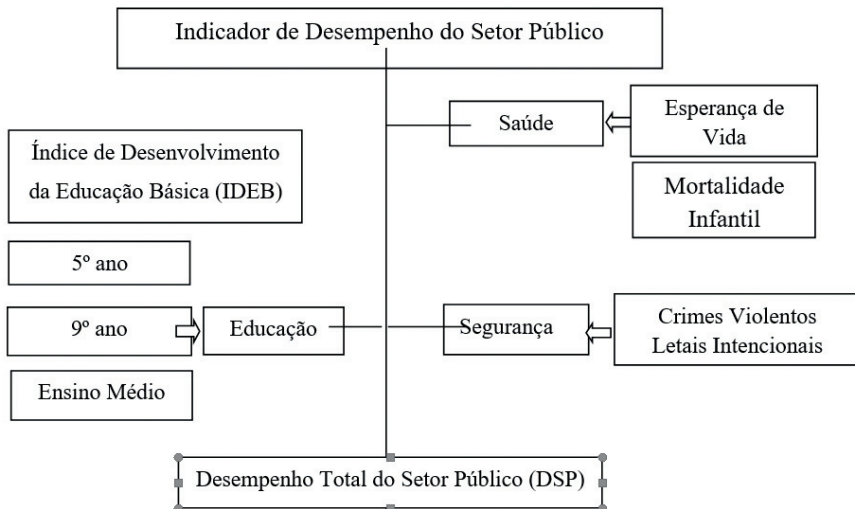 Indicador de Desempenho do Setor Público
Saúde
Esperança de
Vida
Mortalidade
Infantil
Índice de Desenvolvimento
da Educação Básica (IDEB)
5º ano
9º ano
Ensino Médio
Educação
Segurança
Crimes Violentos
Letais Intencionais
Desempenho Total do Setor Público (DSP)